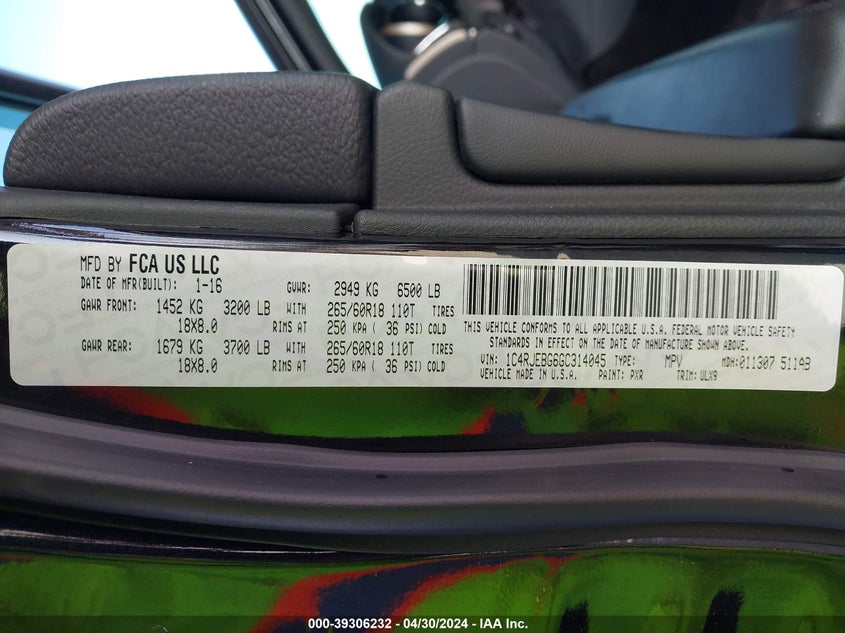 MFD BY FCA US LLC
DATE OF MFR(BUILT): 1-16 GVWR: 2949 KG 6500 LB
GAWR FRONT: 1452 KG 3200 LB WITH 265/60R18 110T TIRES
18X8.0 RIMS AT 250 KPA ( 36 PSI) COLD
GAWR REAR: 1679 KG 3700 LB WITH 265/60R18 110T TIRES
18X8.0 RIMS AT 250 KPA ( 36 PSI) COLD
THIS VEHICLE CONFORMS TO ALL APPLICABLE U.S.A. FEDERAL MOTOR VEHICLE SAFETY
STANDARDS IN EFFECT ON THE DATE OF MANUFACTURE SHOWN ABOVE.
VIN: 1C4RJEBG6GC314045 TYPE: MPV MDH: 011307 511AB
VEHICLE MADE IN U.S.A. PAINT: PXR TRIM: ULX9
000-39306232 - 04/30/2024 - IAA Inc.